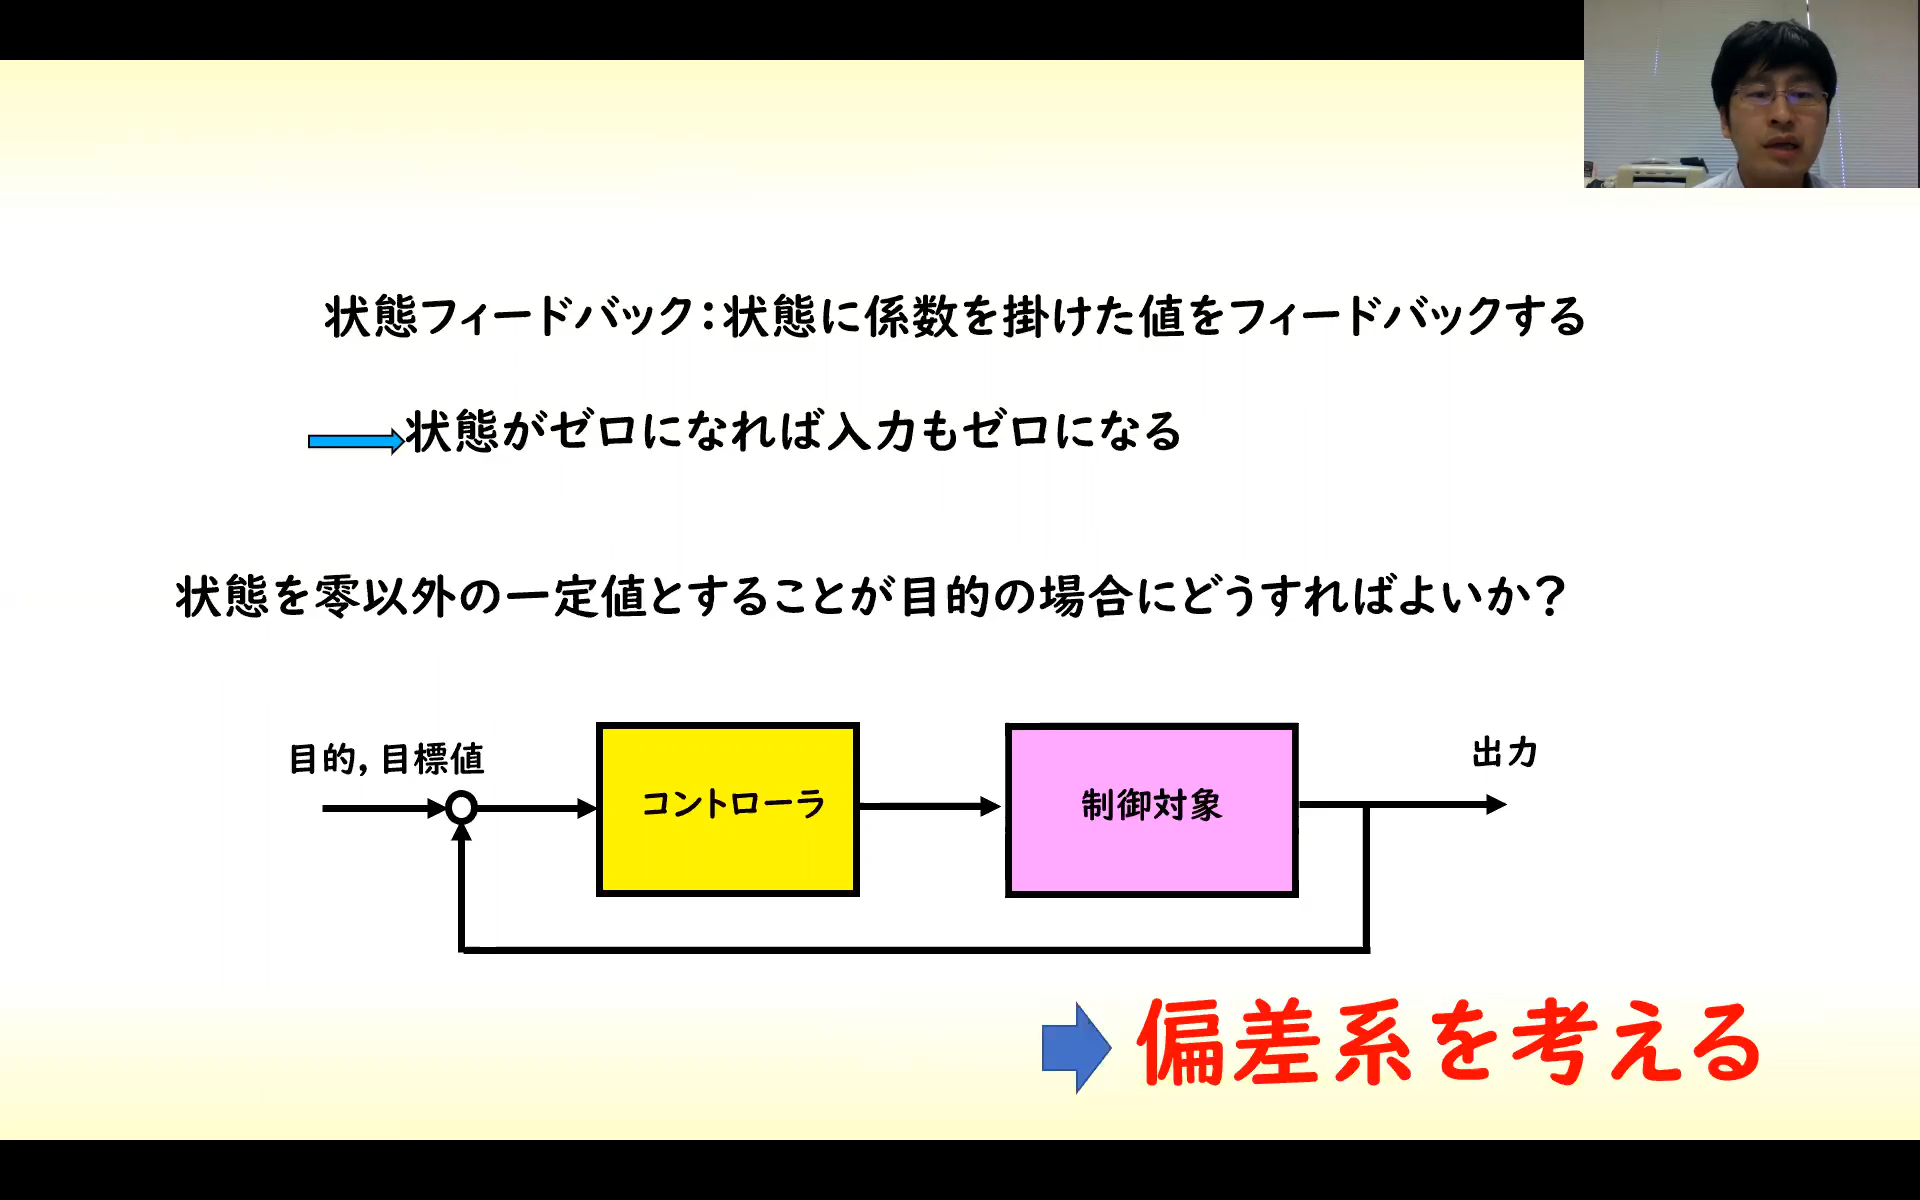 状態フィードバック：状態に係数を掛けた値をフィードバックする
状態がゼロになれば入力もゼロになる
状態を零以外の一定値とすることが目的の場合にどうすればよいか？
目的，目標値
コントローラ
制御対象
出力
偏差系を考える